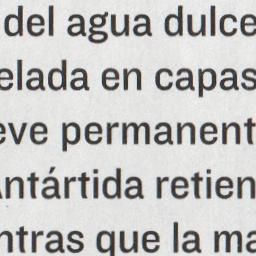 del agua dulce
elada en capas
eve permanent
Antártida retien
ntras que la ma